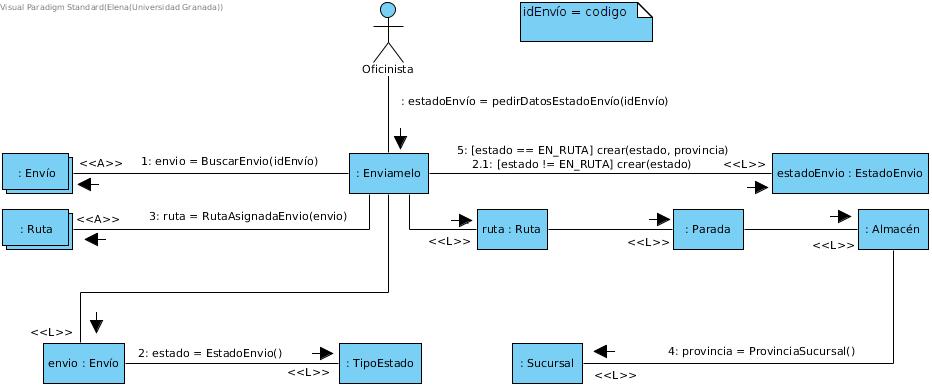 Visual Paradigm Standard(Elena(Universidad Granada))
idEnvío = codigo
Oficinista
: estadoEnvío = pedirDatosEstadoEnvío(idEnvío)
5: [estado == EN_RUTA] crear(estado, provincia)
<<A>> 1: envio = BuscarEnvio(idEnvío)
2.1: [estado != EN_RUTA] crear(estado) <<L>>
: Envío : Enviamelo estadoEnvio : EstadoEnvio
<<A>> 3: ruta = RutaAsignadaEnvio(envio)
: Ruta ruta : Ruta : Parada : Almacén
<<L>> <<L>> <<L>>
<<L>>
envio : Envío 2: estado = EstadoEnvio() : TipoEstado : Sucursal 4: provincia = ProvinciaSucursal()
<<L>> <<L>>